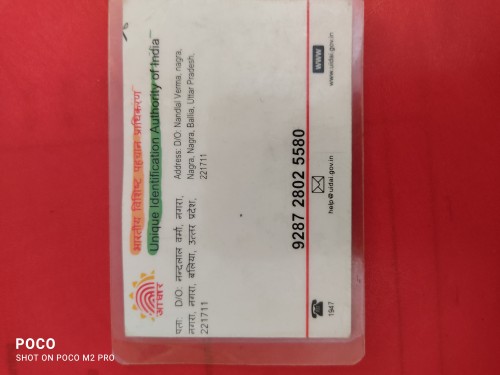 भारतीय विशिष्ट पहचान प्राधिकरण
Unique Identification Authority of India
आधार
पता: D/O: नन्दलाल वर्मा, नगरा,
नगरा, नगरा, बलिया, उत्तर प्रदेश,
221711
Address: D/O: Nandlal Verma, nagra,
Nagra, Nagra, Ballia, Uttar Pradesh,
221711
9287 2802 5580
1947
help@uidai.gov.in
www
www.uidai.gov.in
POCO
SHOT ON POCO M2 PRO